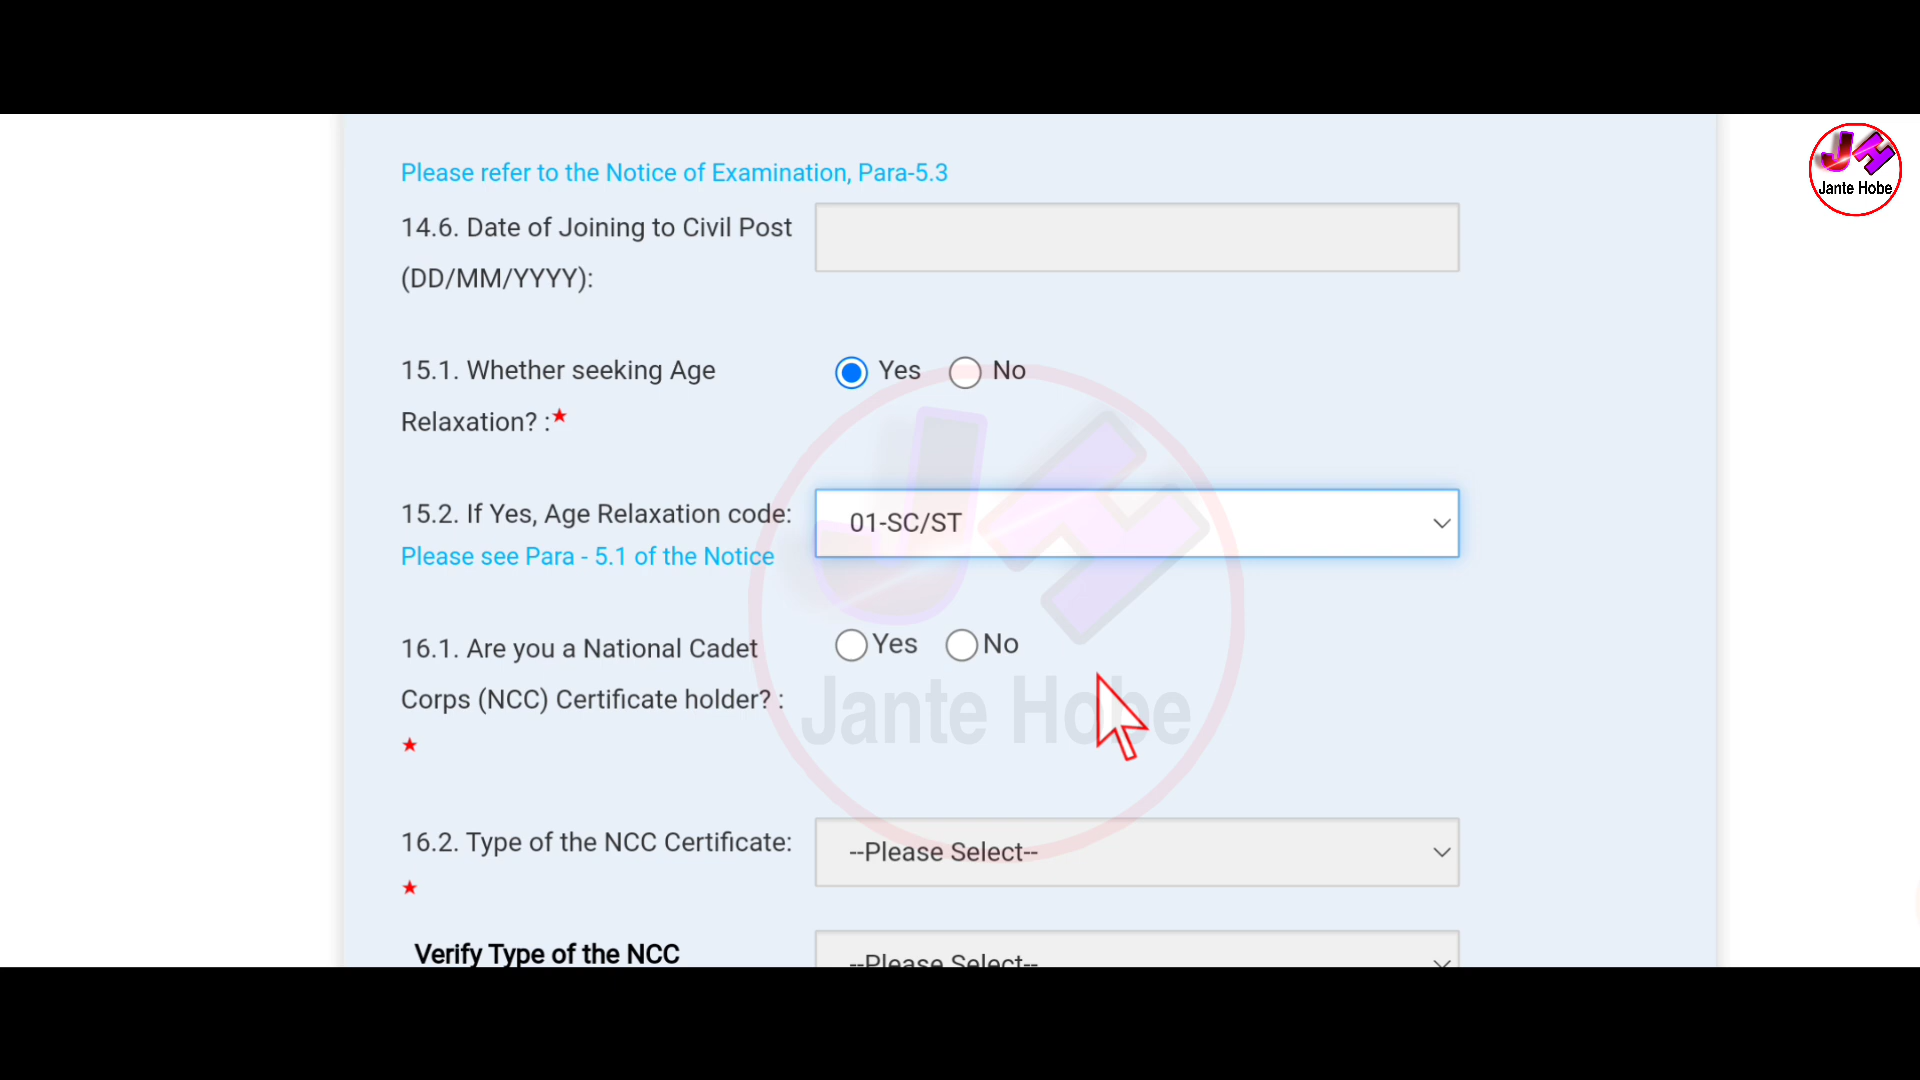 Please refer to the Notice of Examination, Para-5.3
JH
Jante Hobe
14.6. Date of Joining to Civil Post
(DD/MM/YYYY):
15.1. Whether seeking Age
Relaxation? :★
Yes No
15.2. If Yes, Age Relaxation code:
01-SC/ST
Please see Para - 5.1 of the Notice
16.1. Are you a National Cadet
Corps (NCC) Certificate holder? :
★
Yes No
JH
Jante Hobe
16.2. Type of the NCC Certificate:
★
--Please Select--
Verify Type of the NCC
--Please Select--